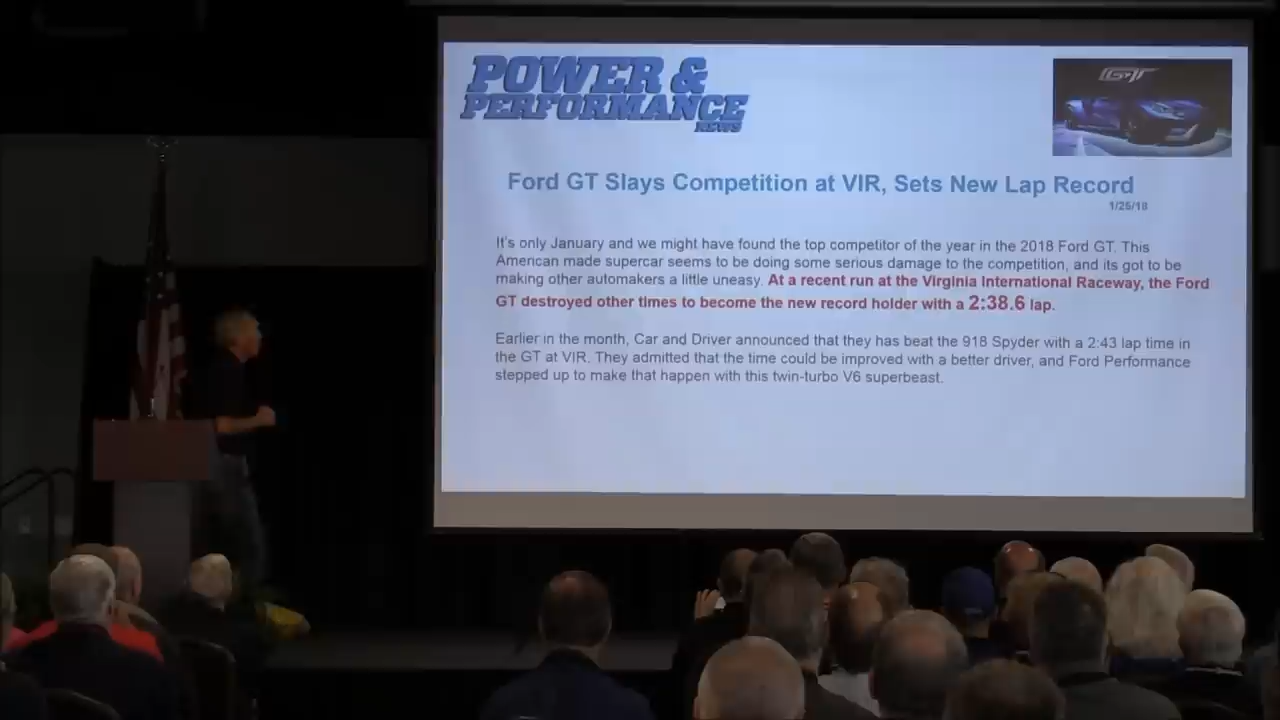 POWER &
PERFORMANCE
NEWS
GT
Ford GT Slays Competition at VIR, Sets New Lap Record
1/25/18
It's only January and we might have found the top competitor of the year in the 2018 Ford GT. This
American made supercar seems to be doing some serious damage to the competition, and its got to be
making other automakers a little uneasy. At a recent run at the Virginia International Raceway, the Ford
GT destroyed other times to become the new record holder with a 2:38.6 lap.
Earlier in the month, Car and Driver announced that they has beat the 918 Spyder with a 2:43 lap time in
the GT at VIR. They admitted that the time could be improved with a better driver, and Ford Performance
stepped up to make that happen with this twin-turbo V6 superbeast.